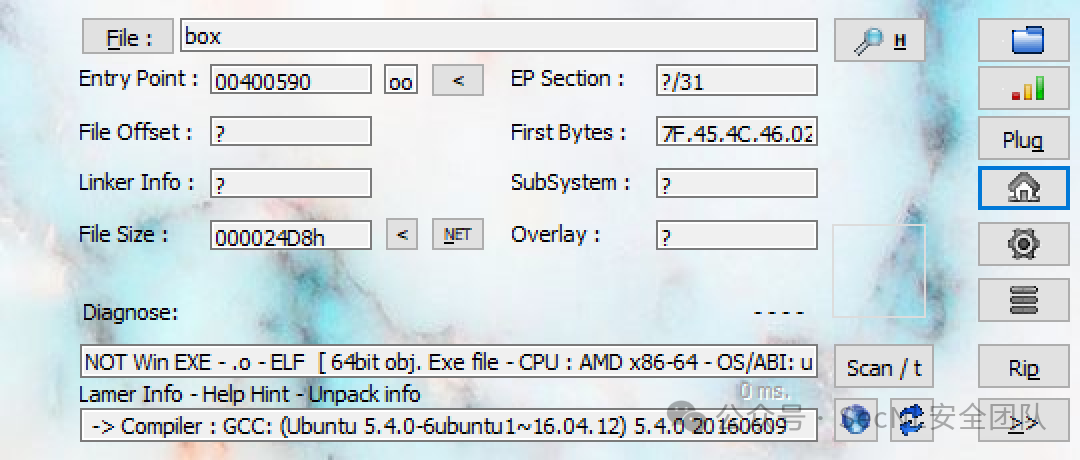 File : box H
Entry Point : 00400590 oo < EP Section : ?/31
File Offset : ? First Bytes : 7F.45.4C.46.02 Plug
Linker Info : ? SubSystem : ?
File Size : 000024D8h < NET Overlay : ?
Diagnose: - - - -
NOT Win EXE - .o - ELF [ 64bit obj. Exe file - CPU : AMD x86-64 - OS/ABI: u Scan / t Rip
Lamer Info - Help Hint - Unpack info 0 ms.
-> Compiler : GCC: (Ubuntu 5.4.0-6ubuntu1~16.04.12) 5.4.0 20160609 >>
公众号 · 安全团队